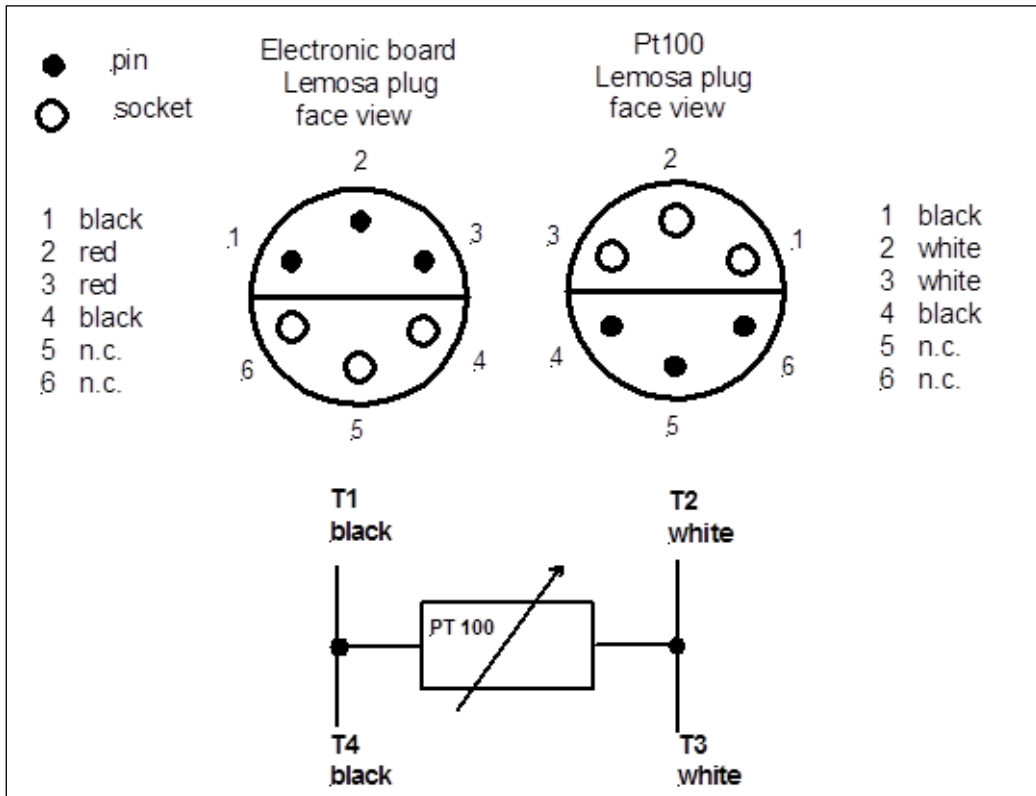 pin
socket
Electronic board
Lemosa plug
face view
Pt100
Lemosa plug
face view
1 black
2 red
3 red
4 black
5 n.c.
6 n.c.
2
1
3
6
4
5
2
3
1
4
6
5
1 black
2 white
3 white
4 black
5 n.c.
6 n.c.
T1
black
T2
white
PT 100
T4
black
T3
white